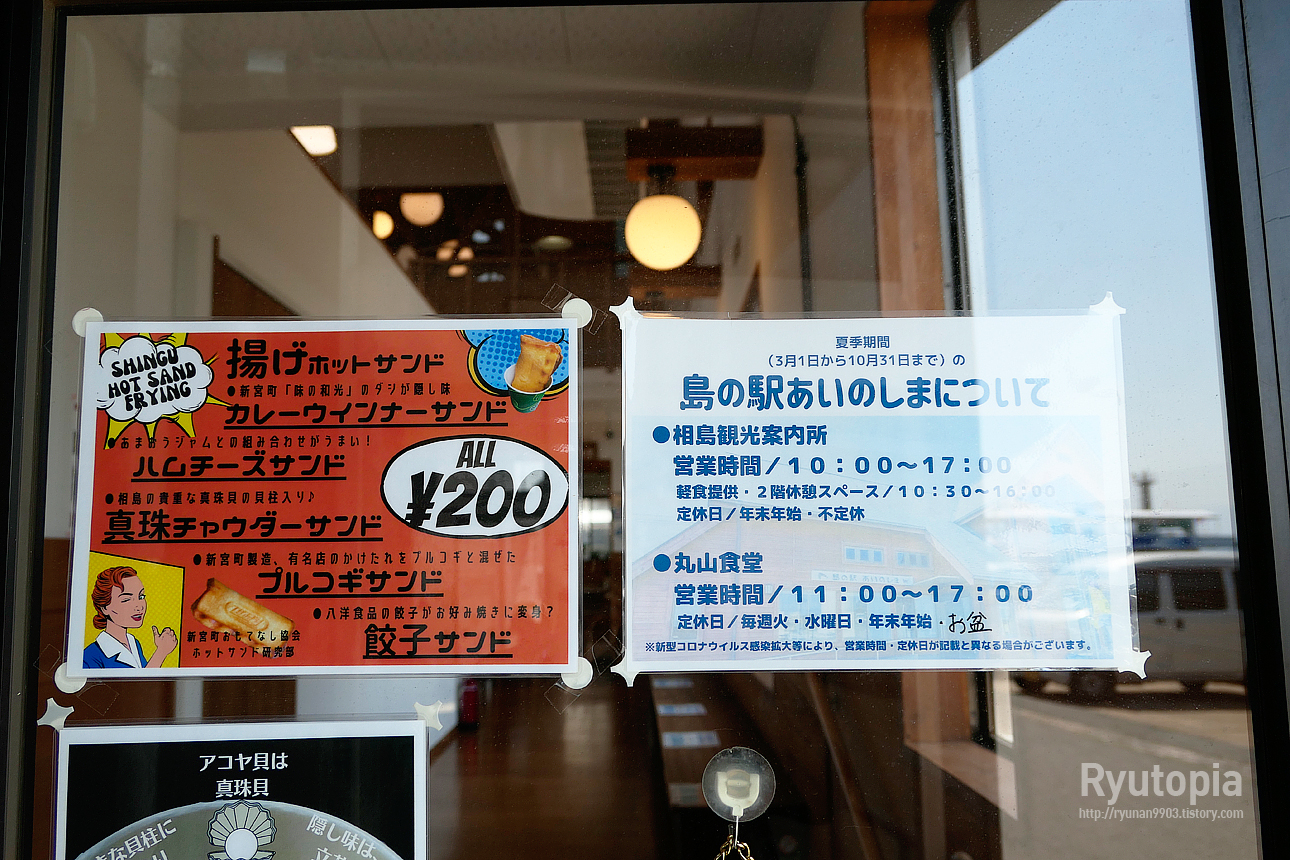 SHINGU
HOT SAND
FRYING
揚げホットサンド
●新宮町「味の和光」のダシが隠し味
カレーウインナーサンド
●あまおうジャムとの組み合わせがうまい！
ハムチーズサンド
ALL
¥200
●相島の貴重な真珠貝の貝柱入り♪
真珠チャウダーサンド
●新宮町製造、有名店のかけだれをプルコギと混ぜた
プルコギサンド
●八洋食品の餃子がお好み焼きに変身？
餃子サンド
新宮町おもてなし協会
ホットサンド研究部
夏季期間
（3月1日から10月31日まで）の
島の駅あいのしまについて
●相島観光案内所
営業時間／１０：００～１７：００
軽食提供・２階休憩スペース／１０：３０～１６：００
定休日／年末年始・不定休
●丸山食堂
営業時間／１１：００～１７：００
定休日／毎週火・水曜日・年末年始・お盆
※新型コロナウイルス感染拡大等により、営業時間・定休日が記載と異なる場合がございます。
アコヤ貝は
真珠貝
な貝柱に
隠し味は、
Ryutopia
http://ryunan9903.tistory.com